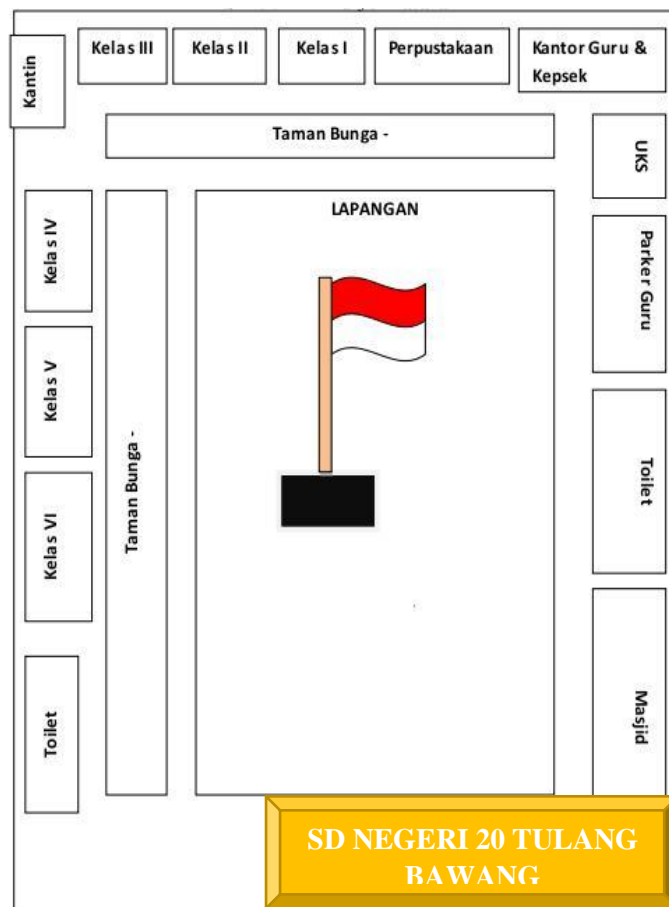 Kantin
Kelas III
Kelas II
Kelas I
Perpustakaan
Kantor Guru &
Kepsek
Taman Bunga -
UKS
LAPANGAN
Kelas IV
Parker Guru
Kelas V
Taman Bunga -
Toilet
Kelas VI
Toilet
Masjid
SD NEGERI 20 TULANG
BAWANG